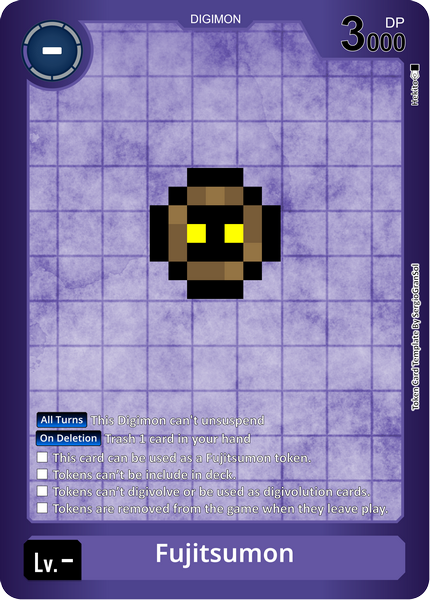 DIGIMON
DP
3000
-
Hekita
Token Card Template By SergioGranSol
All Turns This Digimon can't unsuspend
On Deletion Trash 1 card in your hand
This card can be used as a Fujitsumon token.
Tokens can't be include in deck.
Tokens can't digivolve or be used as digivolution cards.
Tokens are removed from the game when they leave play.
Lv.-
Fujitsumon